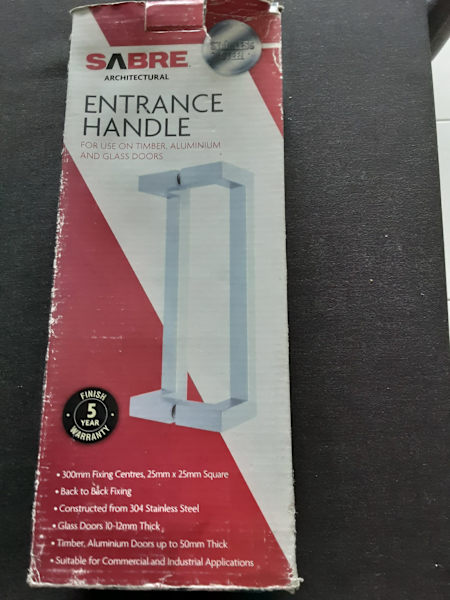 STAINLESS
STEEL
SABRE
ARCHITECTURAL
ENTRANCE
HANDLE
FOR USE ON TIMBER, ALUMINIUM
AND GLASS DOORS
FINISH
5
YEAR
WARRANTY
• 300mm Fixing Centres, 25mm x 25mm Square
• Back to Back Fixing
• Constructed from 304 Stainless Steel
• Glass Doors 10-12mm Thick
• Timber, Aluminium Doors up to 50mm Thick
• Suitable for Commercial and Industrial Applications